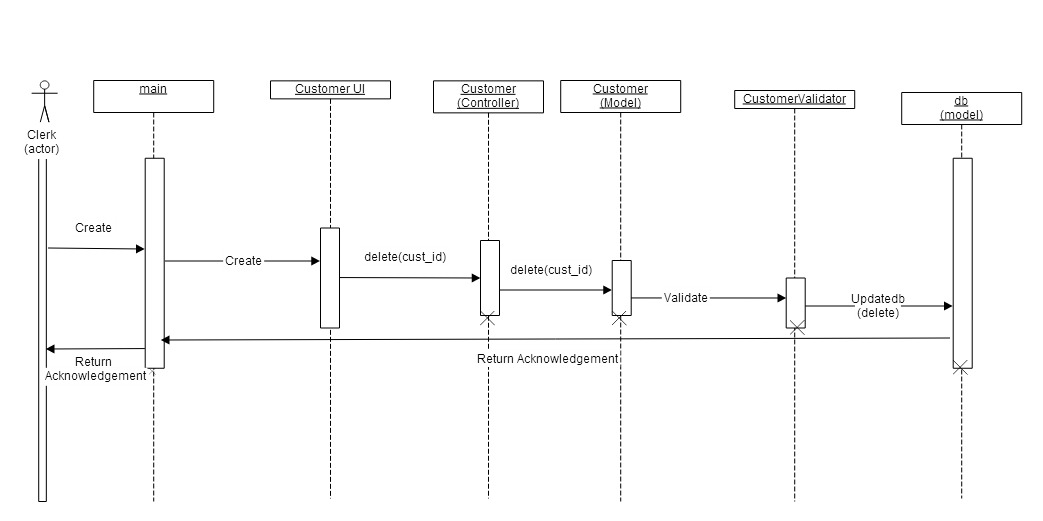 main
Customer UI
Customer
(Controller)
Customer
(Model)
CustomerValidator
db
(model)
Clerk
(actor)
Create
Create
delete(cust_id)
delete(cust_id)
Validate
Updatedb
(delete)
Return Acknowledgement
Return
Acknowledgement